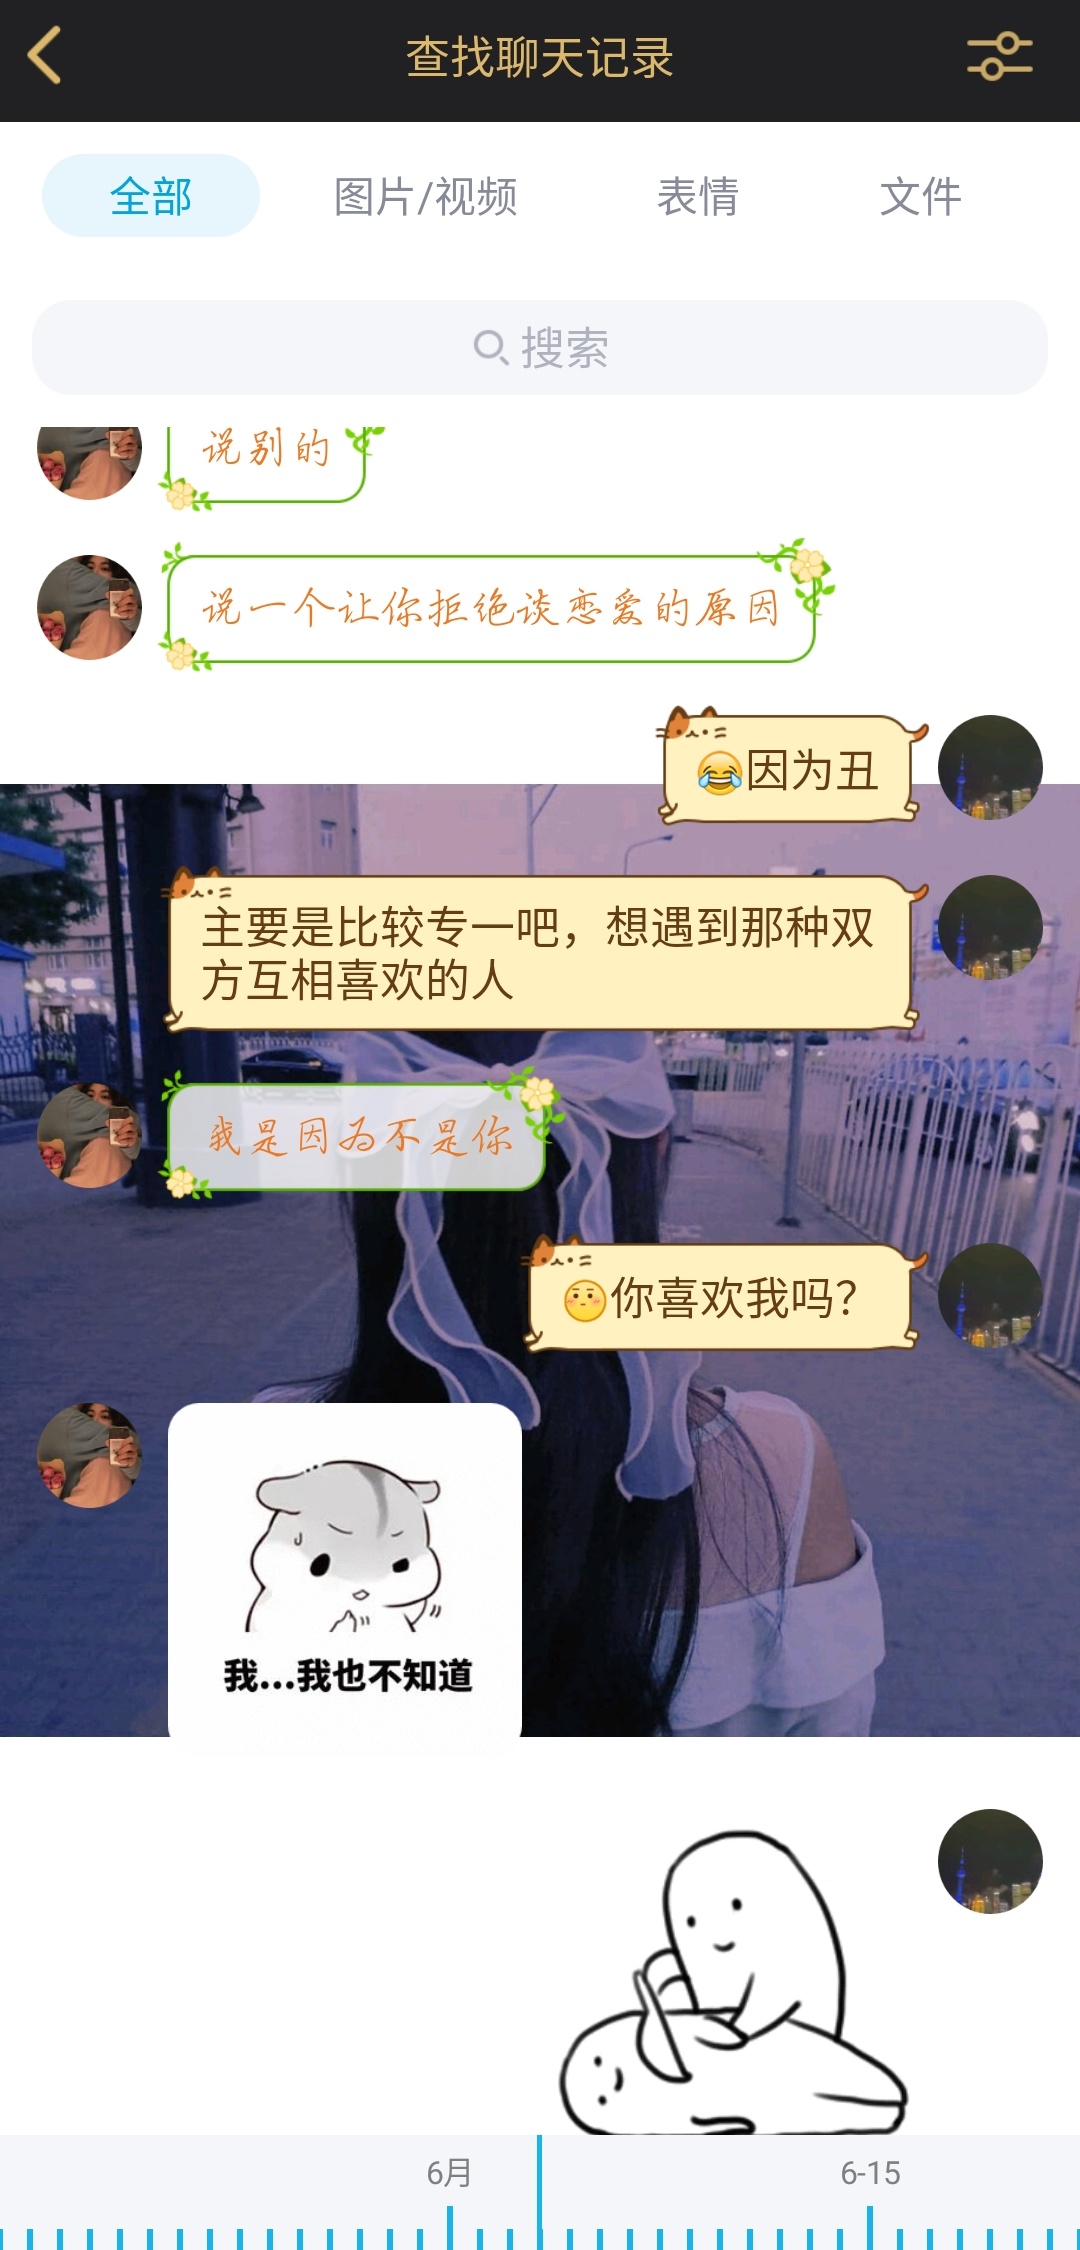 查找聊天记录
全部
图片/视频
表情
文件
搜索
说别的
说一个让你拒绝谈恋爱的原因
😂因为丑
主要是比较专一吧，想遇到那种双
方互相喜欢的人
我是因为不是你
😳你喜欢我吗？
我...我也不知道
6月
6-15